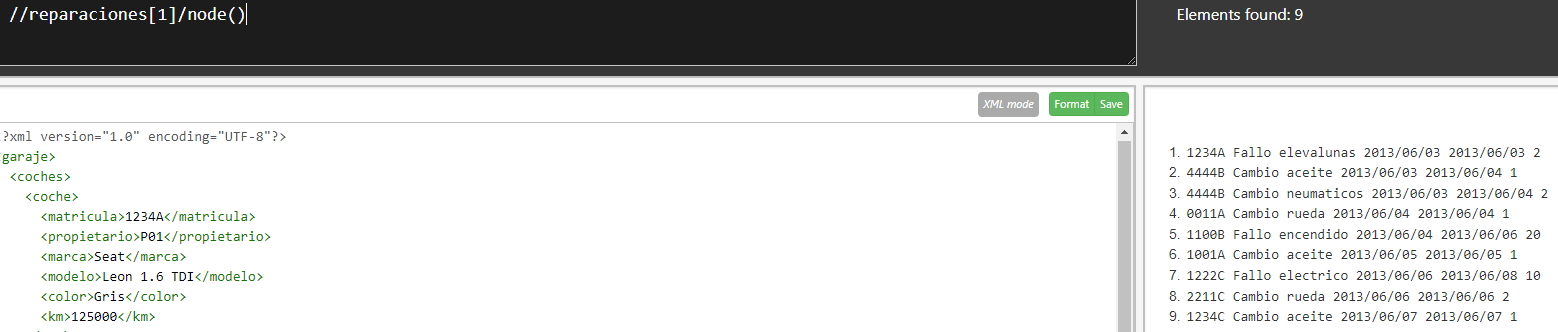 //reparaciones[1]/node()
Elements found: 9
XML mode
Format
Save
?xml version="1.0" encoding="UTF-8"?>
garaje>
<coches>
<coche>
<matricula>1234A</matricula>
<propietario>P01</propietario>
<marca>Seat</marca>
<modelo>Leon 1.6 TDI</modelo>
<color>Gris</color>
<km>125000</km>
1. 1234A Fallo elevalunas 2013/06/03 2013/06/03 2
2. 4444B Cambio aceite 2013/06/03 2013/06/04 1
3. 4444B Cambio neumaticos 2013/06/03 2013/06/04 2
4. 0011A Cambio rueda 2013/06/04 2013/06/04 1
5. 1100B Fallo encendido 2013/06/04 2013/06/06 20
6. 1001A Cambio aceite 2013/06/05 2013/06/05 1
7. 1222C Fallo electrico 2013/06/06 2013/06/08 10
8. 2211C Cambio rueda 2013/06/06 2013/06/06 2
9. 1234C Cambio aceite 2013/06/07 2013/06/07 1